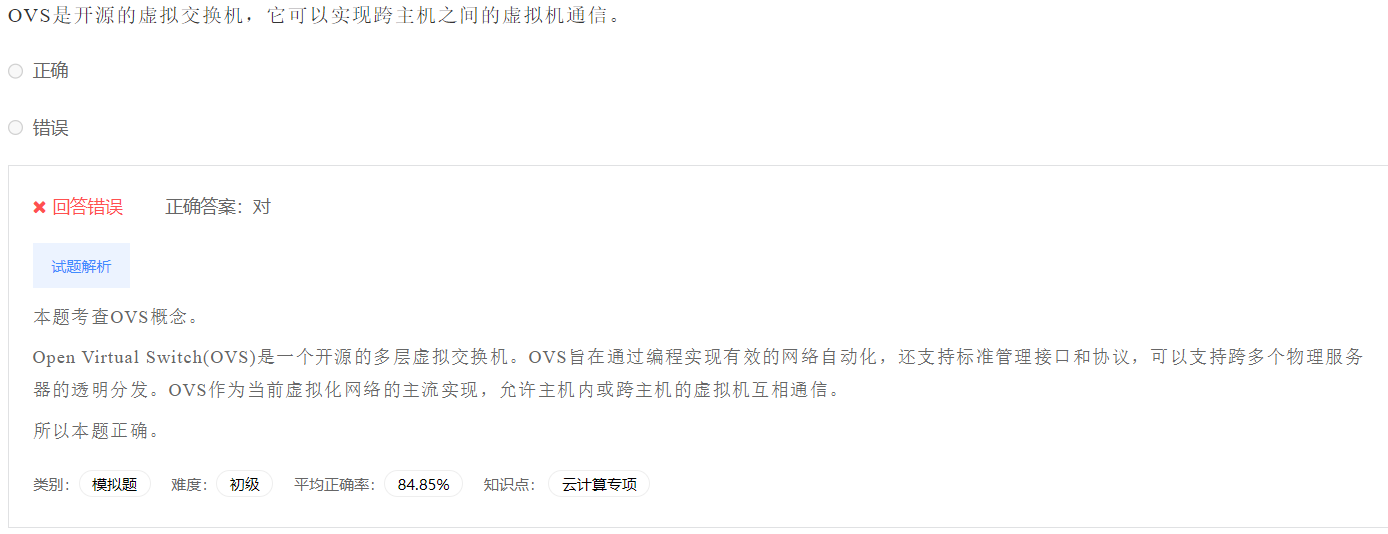 OVS是开源的虚拟交换机，它可以实现跨主机之间的虚拟机通信。
正确
错误
回答错误 正确答案：对
试题解析
本题考查OVS概念。
Open Virtual Switch(OVS)是一个开源的多层虚拟交换机。OVS旨在通过编程实现有效的网络自动化，还支持标准管理接口和协议，可以支持跨多个物理服务
器的透明分发。OVS作为当前虚拟化网络的主流实现，允许主机内或跨主机的虚拟机互相通信。
所以本题正确。
类别： 模拟题 难度： 初级 平均正确率： 84.85% 知识点： 云计算专项